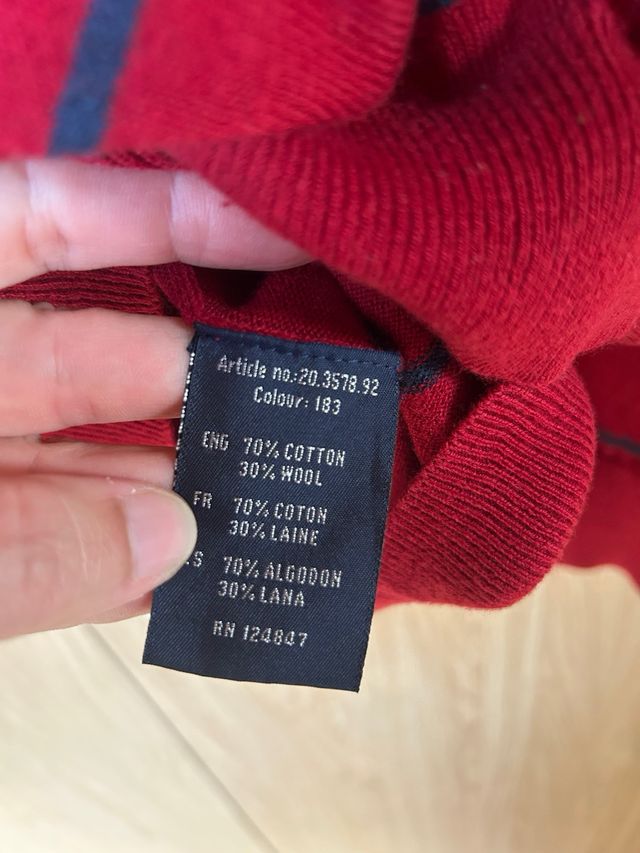 Article no.:20.3578.92
Colour: 183
ENG 70% COTTON
30% WOOL
FR 70% COTON
30% LAINE
S 70% ALGODON
30% LANA
RN 124847